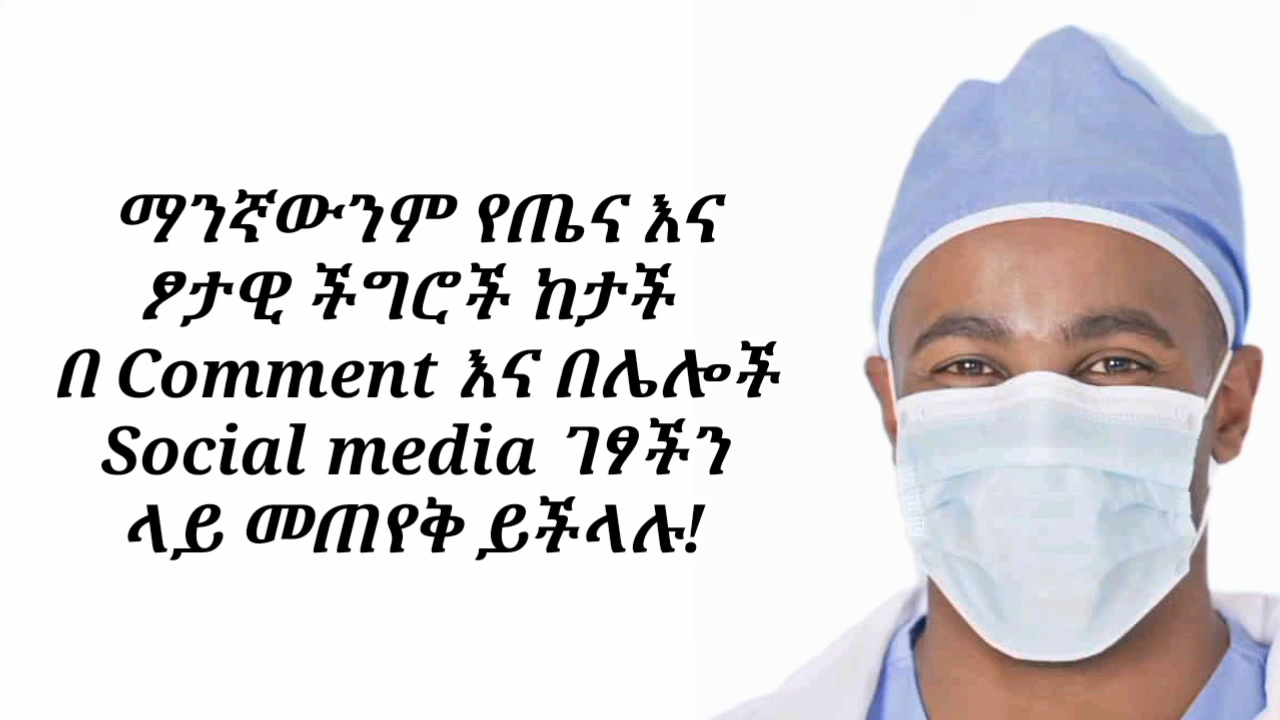 ማንኛውንም የጤና እና
ፆታዊ ችግሮች ከታች
በ Comment እና በሌሎች
Social media ገፃችን
ላይ መጠየቅ ይችላሉ!